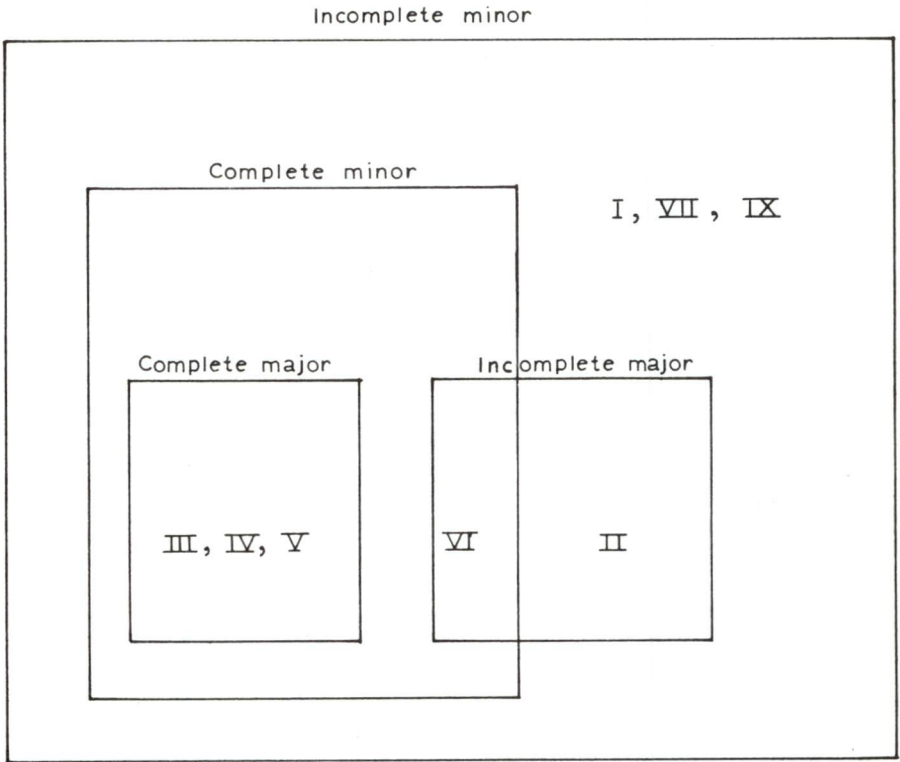 Incomplete minor
Complete minor
I, VII, IX
Complete major
Incomplete major
III, IV, V
VI
II